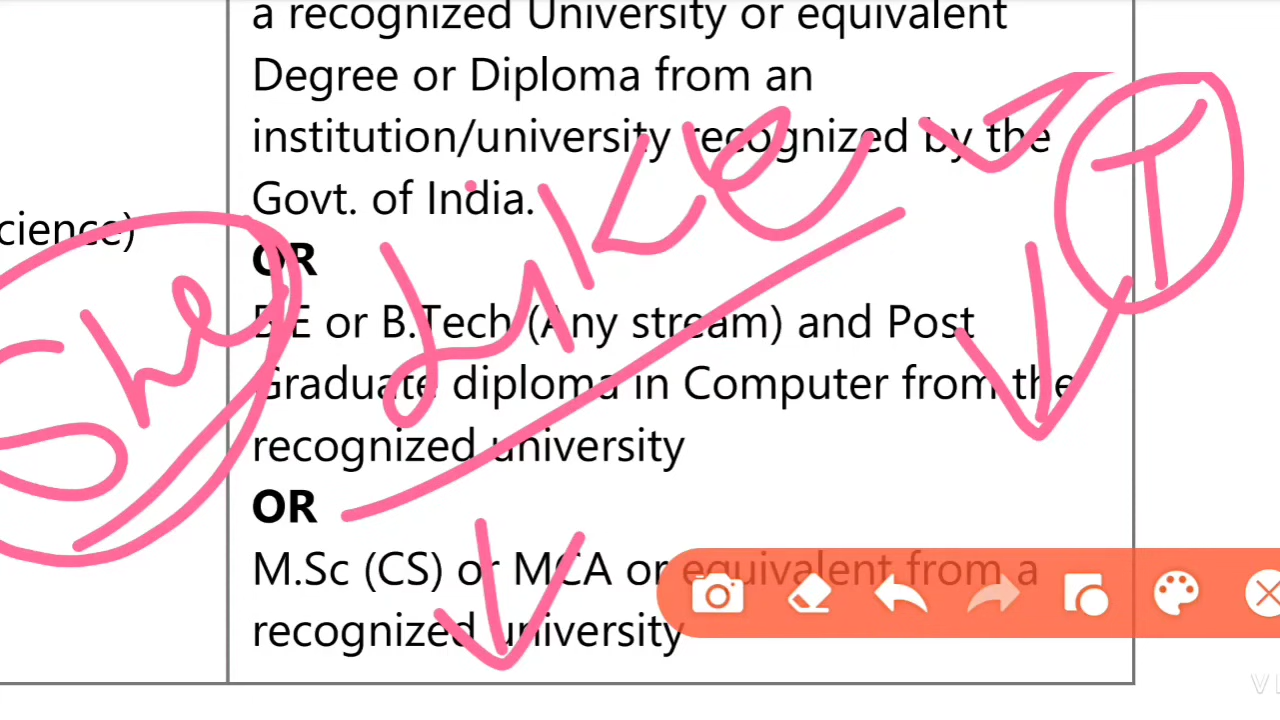 a recognized University or equivalent
Degree or Diploma from an
institution/university recognized by the
Govt. of India.
cience)
OR
B.E or B.Tech (Any stream) and Post
Graduate diploma in Computer from the
recognized university
OR
M.Sc (CS) or MCA or equivalent from a
recognized university
She
Like
T